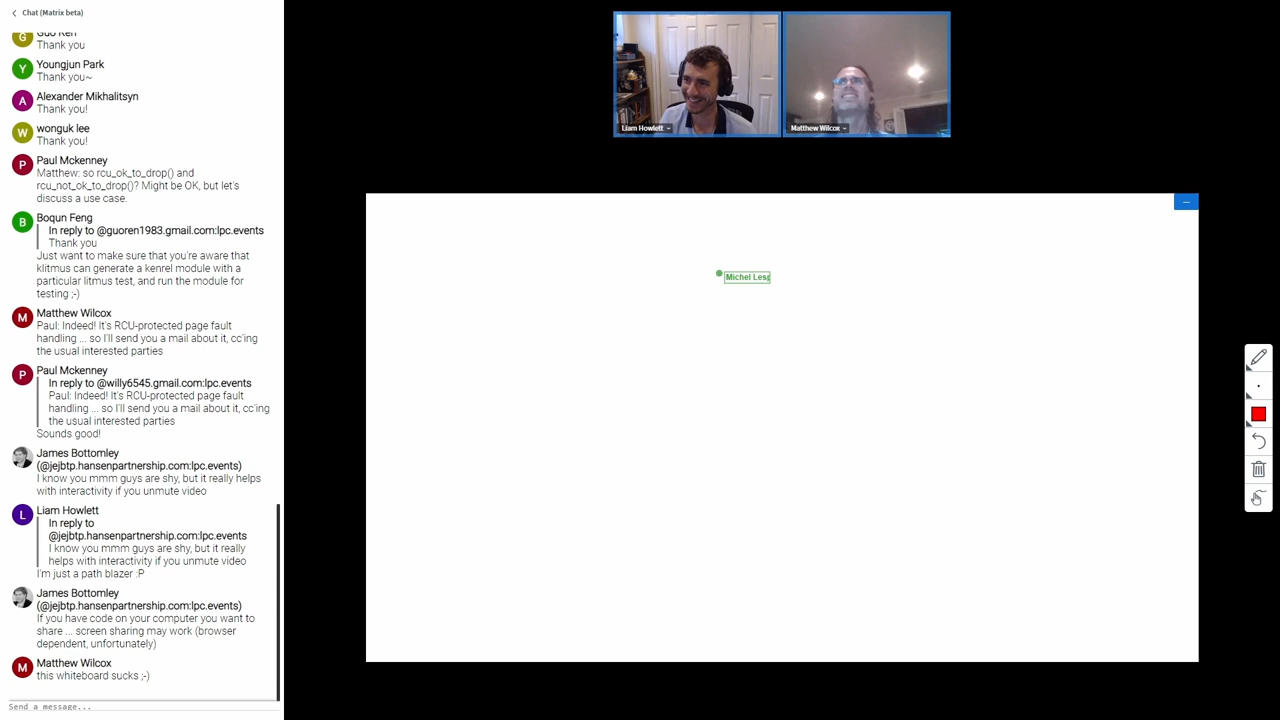 Chat (Matrix beta)
Guo Ren
Thank you
Youngjun Park
Thank you~
Alexander Mikhalitsyn
Thank you!
wonguk lee
Thank you!
Paul Mckenney
Matthew: so rcu_ok_to_drop() and
rcu_not_ok_to_drop()? Might be OK, but let's
discuss a use case.
Boqun Feng
In reply to @guoren1983.gmail.com:lpc.events
Thank you
Just want to make sure that you're aware that
klitmus can generate a kenrel module with a
particular litmus test, and run the module for
testing ;-)
Matthew Wilcox
Paul: Indeed! It's RCU-protected page fault
handling ... so I'll send you a mail about it, cc'ing
the usual interested parties
Paul Mckenney
In reply to @willy6545.gmail.com:lpc.events
Paul: Indeed! It's RCU-protected page fault
handling ... so I'll send you a mail about it, cc'ing
the usual interested parties
Sounds good!
James Bottomley
(@jejbtp.hansenpartnership.com:lpc.events)
I know you mmm guys are shy, but it really helps
with interactivity if you unmute video
Liam Howlett
In reply to
@jejbtp.hansenpartnership.com:lpc.events
I know you mmm guys are shy, but it really
helps with interactivity if you unmute video
I'm just a path blazer :P
James Bottomley
(@jejbtp.hansenpartnership.com:lpc.events)
If you have code on your computer you want to
share ... screen sharing may work (browser
dependent, unfortunately)
Matthew Wilcox
this whiteboard sucks ;-)
Send a message...
G
Y
A
W
P
B
M
P
L
M
Liam Howlett
Matthew Wilcox
Michel Lesp